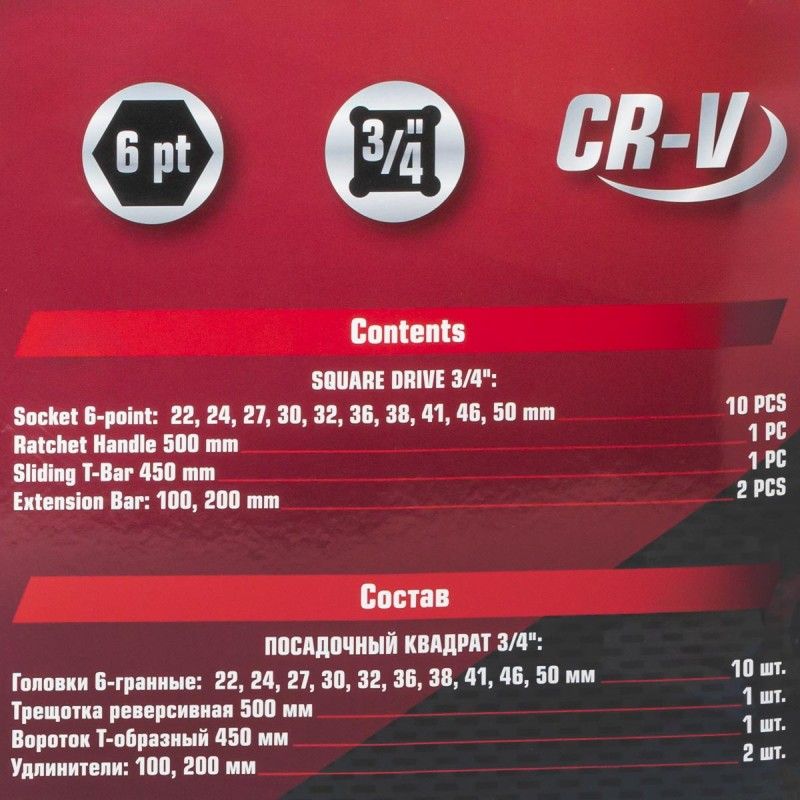 6 pt
3/4"
CR-V
Contents
SQUARE DRIVE 3/4":
Socket 6-point: 22, 24, 27, 30, 32, 36, 38, 41, 46, 50 mm 10 PCS
Ratchet Handle 500 mm 1 PC
Sliding T-Bar 450 mm 1 PC
Extension Bar: 100, 200 mm 2 PCS
Состав
ПОСАДОЧНЫЙ КВАДРАТ 3/4":
Головки 6-гранные: 22, 24, 27, 30, 32, 36, 38, 41, 46, 50 мм 10 шт.
Трещотка реверсивная 500 мм 1 шт.
Вороток Т-образный 450 мм 1 шт.
Удлинители: 100, 200 мм 2 шт.